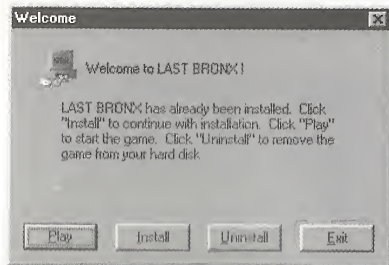 Welcome
Welcome to LAST BRONX!
LAST BRONX has already been installed. Click
"Install" to continue with installation. Click "Play"
to start the game. Click "Uninstall" to remove the
game from your hard disk
Play
Install
Uninstall
Exit